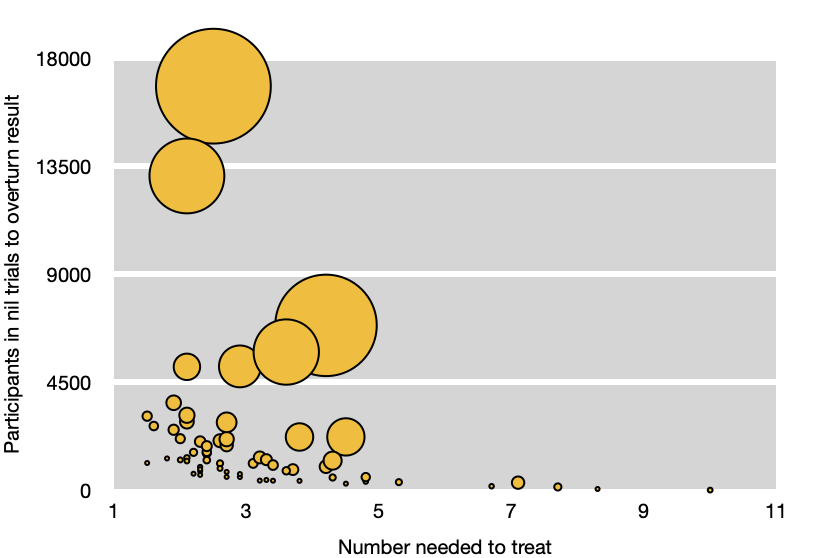 Participants in nil trials to overturn result
18000
13500
9000
4500
0
1 3 5 7 9 11
Number needed to treat